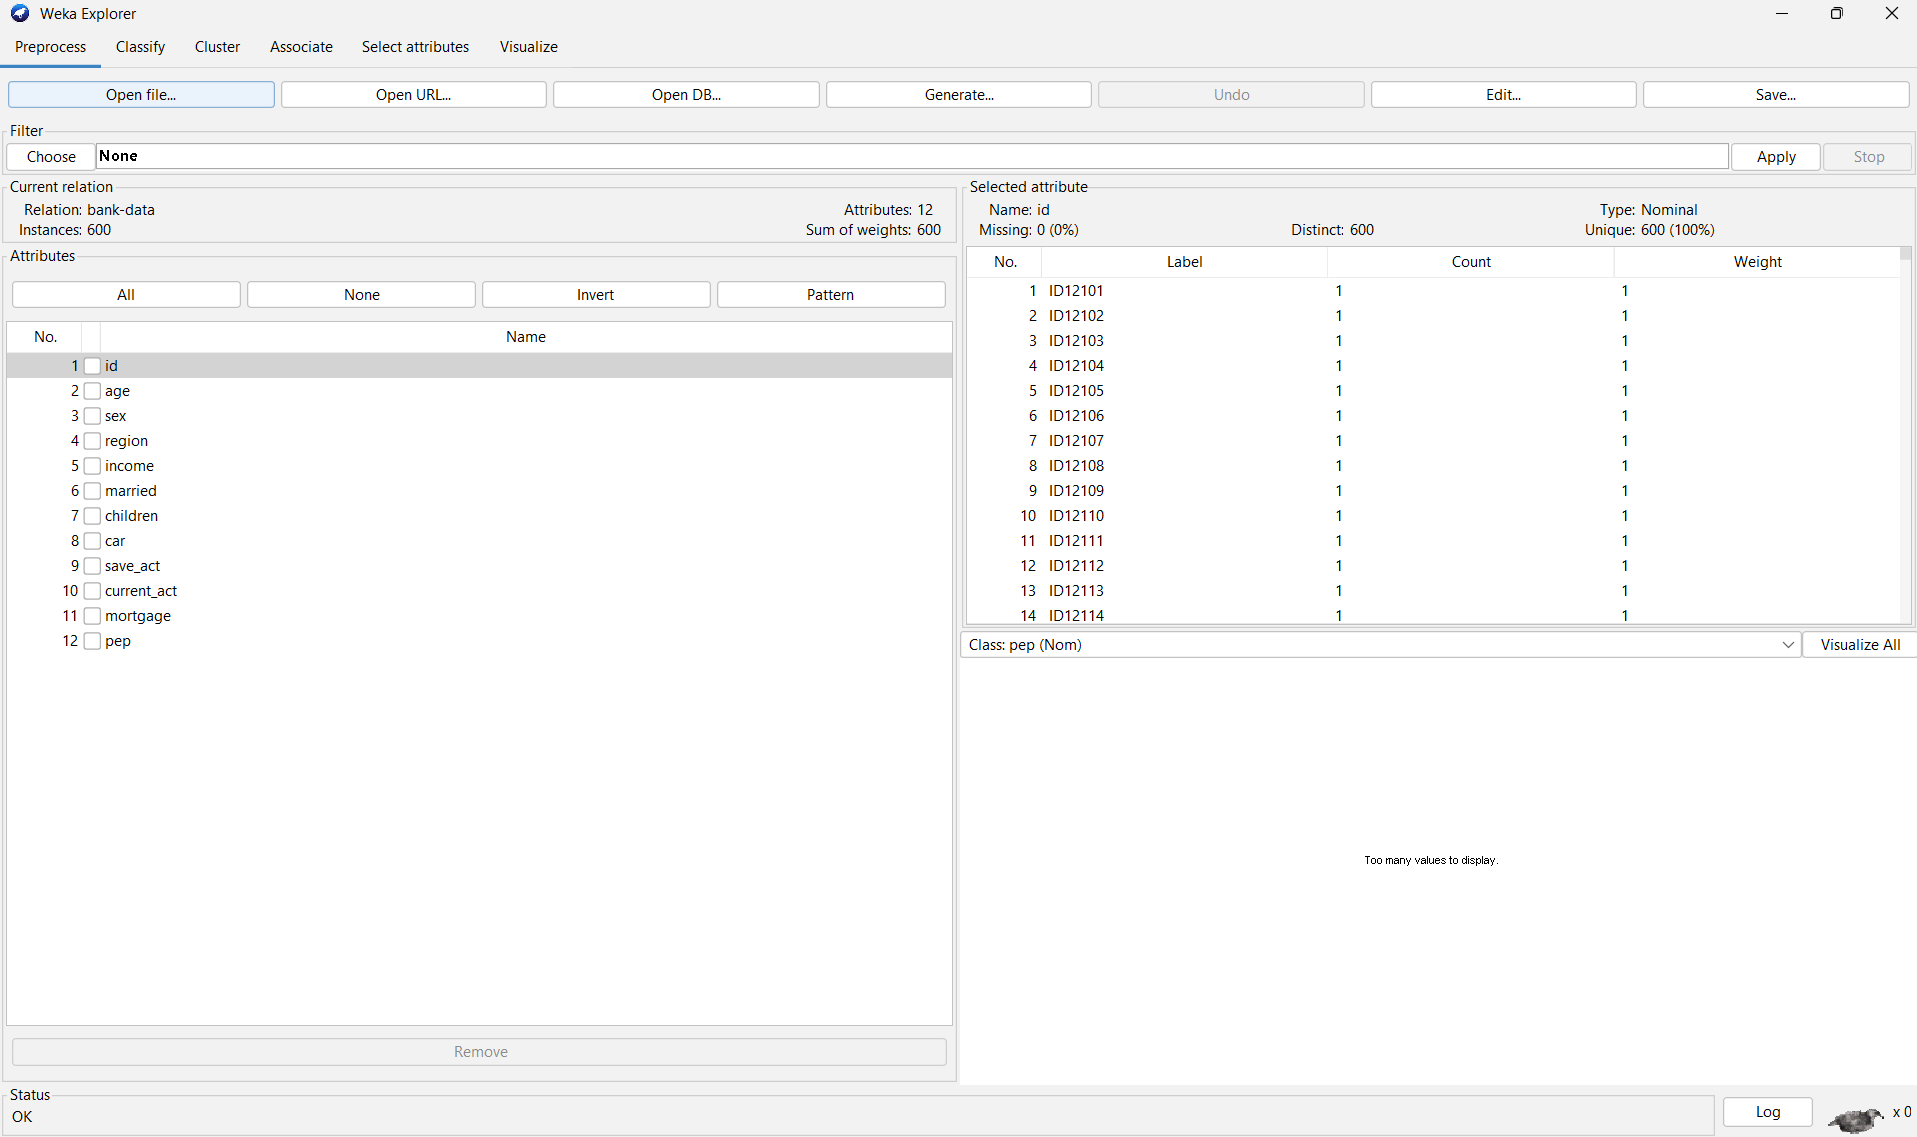 Weka Explorer
Preprocess Classify Cluster Associate Select attributes Visualize
Open file... Open URL... Open DB... Generate... Undo Edit... Save...
Filter
Choose None Apply Stop
Current relation
Relation: bank-data Attributes: 12
Instances: 600 Sum of weights: 600
Attributes
All None Invert Pattern
No. Name
1 id
2 age
3 sex
4 region
5 income
6 married
7 children
8 car
9 save_act
10 current_act
11 mortgage
12 pep
Remove
Selected attribute
Name: id Type: Nominal
Missing: 0 (0%) Distinct: 600 Unique: 600 (100%)
No. Label Count Weight
1 ID12101 1 1
2 ID12102 1 1
3 ID12103 1 1
4 ID12104 1 1
5 ID12105 1 1
6 ID12106 1 1
7 ID12107 1 1
8 ID12108 1 1
9 ID12109 1 1
10 ID12110 1 1
11 ID12111 1 1
12 ID12112 1 1
13 ID12113 1 1
14 ID12114 1 1
Class: pep (Nom) Visualize All
Too many values to display.
Status
OK
Log x 0